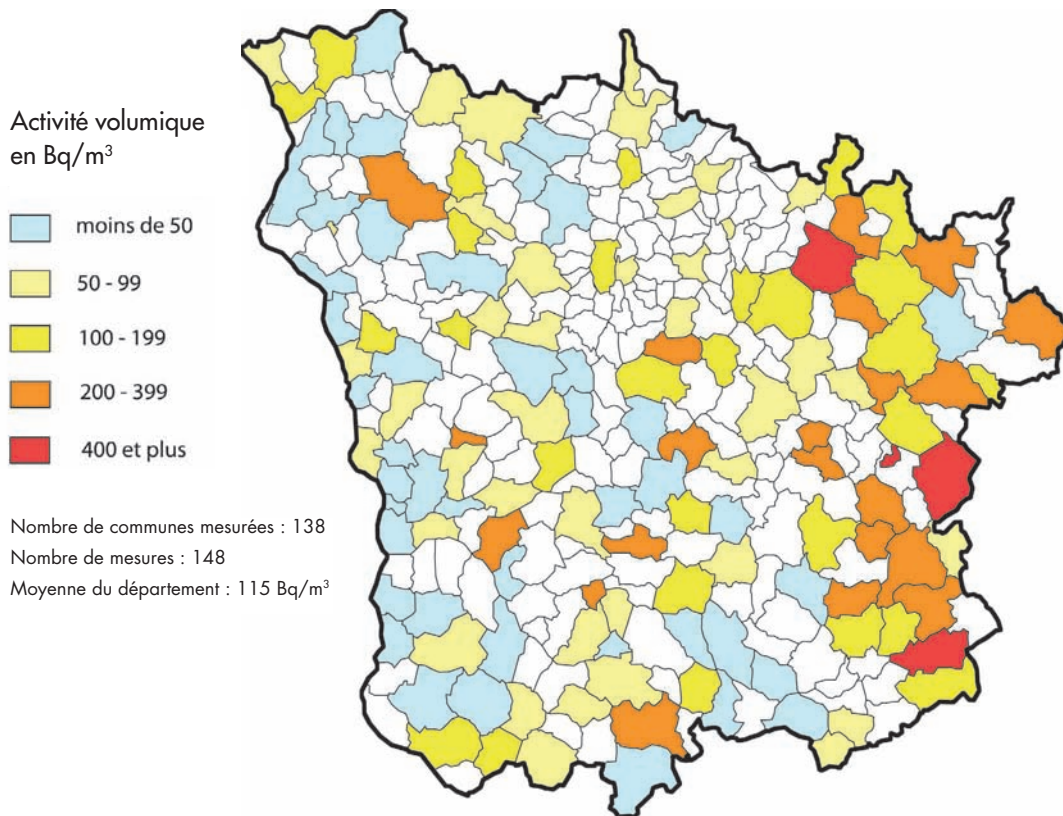 Activité volumique
en Bq/m³
moins de 50
50 - 99
100 - 199
200 - 399
400 et plus
Nombre de communes mesurées : 138
Nombre de mesures : 148
Moyenne du département : 115 Bq/m³